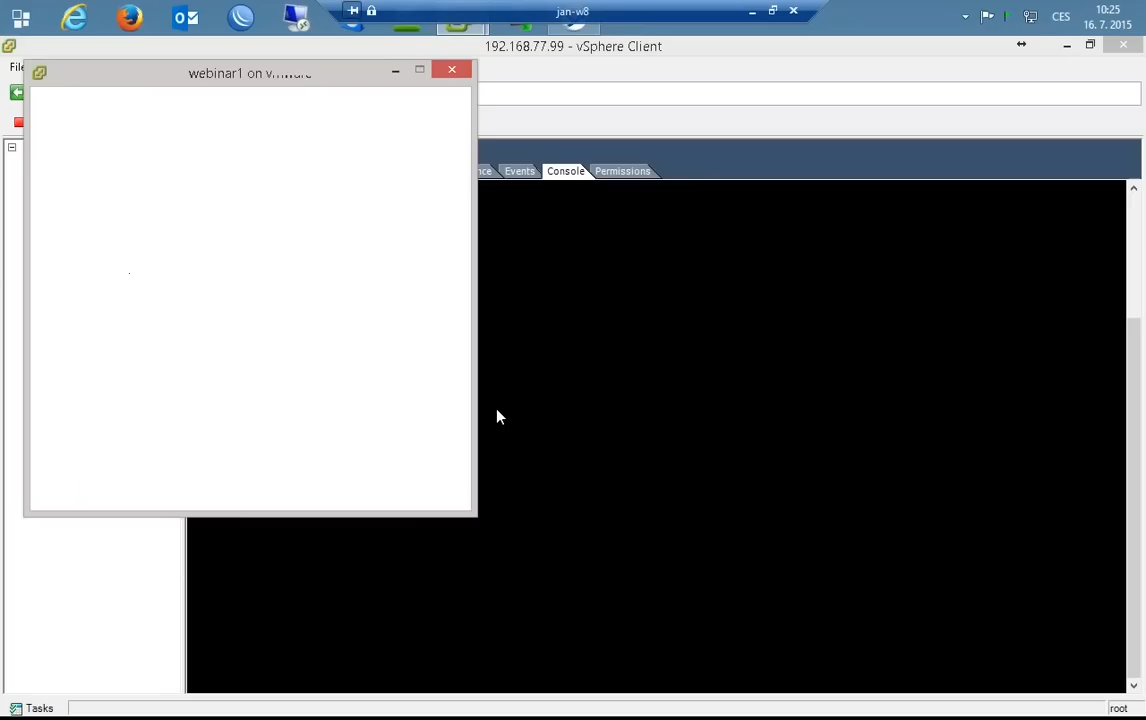 jan-w8
CES
10:25
16. 7. 2015
192.168.77.99 - vSphere Client
webinar1 on vmware
Events
Console
Permissions
Tasks
root